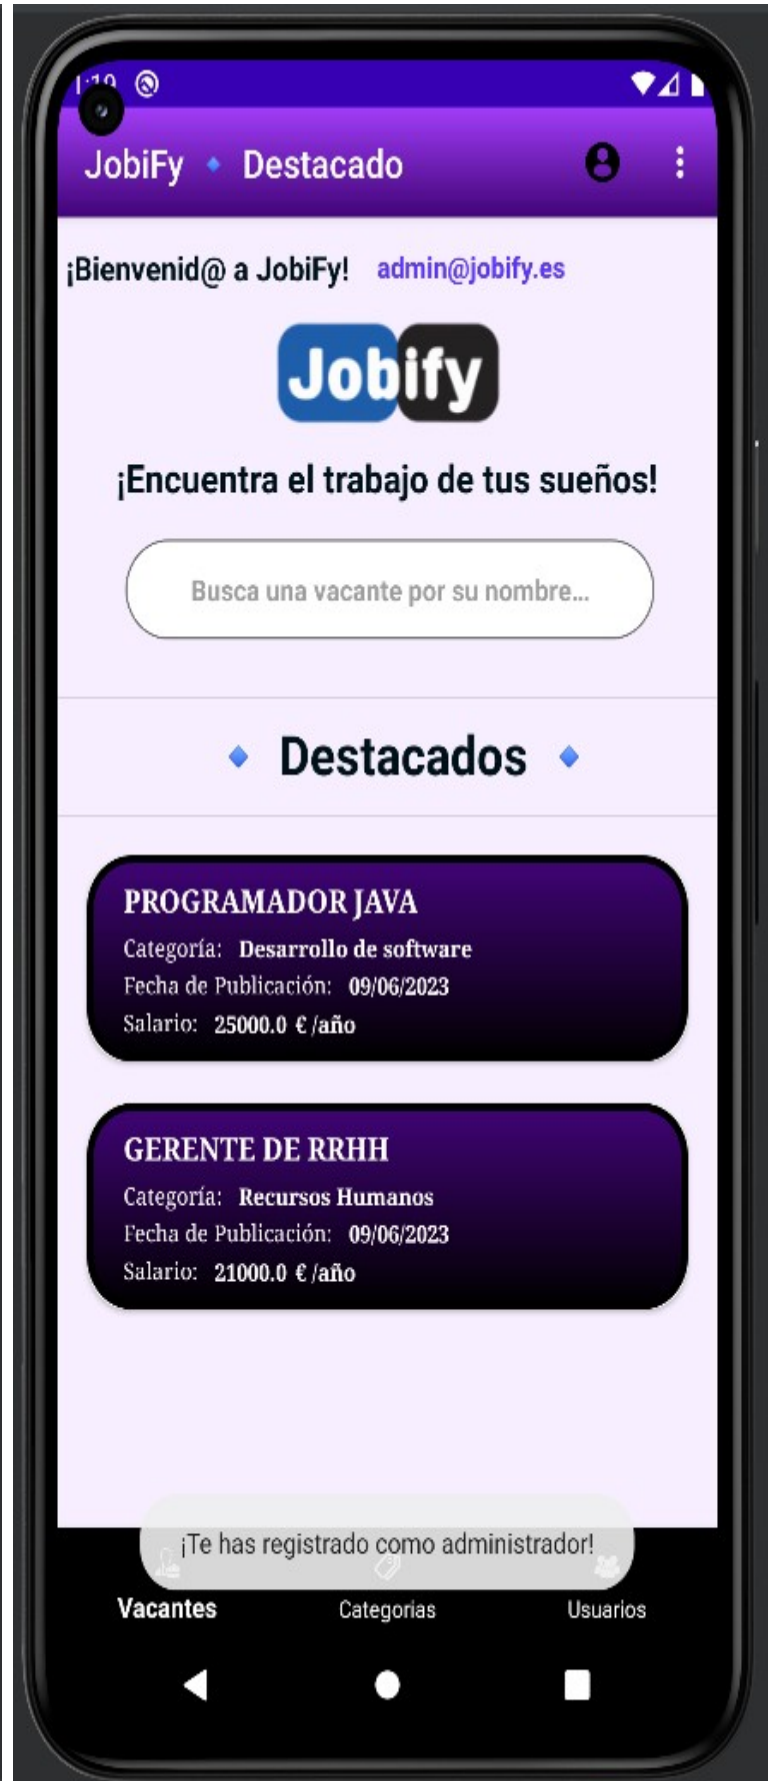 1:19
JobiFy 🔹 Destacado
¡Bienvenid@ a JobiFy! admin@jobify.es
Jobify
¡Encuentra el trabajo de tus sueños!
Busca una vacante por su nombre...
🔹 Destacados 🔹
PROGRAMADOR JAVA
Categoría: Desarrollo de software
Fecha de Publicación: 09/06/2023
Salario: 25000.0 €/año
GERENTE DE RRHH
Categoría: Recursos Humanos
Fecha de Publicación: 09/06/2023
Salario: 21000.0 €/año
¡Te has registrado como administrador!
Vacantes Categorias Usuarios